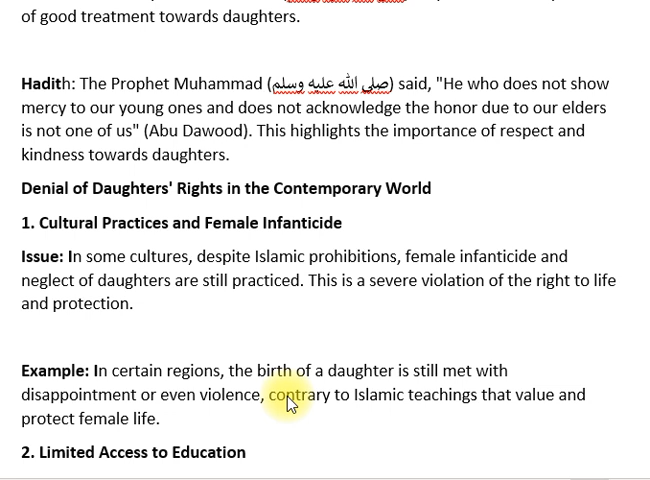 of good treatment towards daughters.
Hadith: The Prophet Muhammad (صلى الله عليه وسلم) said, "He who does not show
mercy to our young ones and does not acknowledge the honor due to our elders
is not one of us" (Abu Dawood). This highlights the importance of respect and
kindness towards daughters.
Denial of Daughters' Rights in the Contemporary World
1. Cultural Practices and Female Infanticide
Issue: In some cultures, despite Islamic prohibitions, female infanticide and
neglect of daughters are still practiced. This is a severe violation of the right to life
and protection.
Example: In certain regions, the birth of a daughter is still met with
disappointment or even violence, contrary to Islamic teachings that value and
protect female life.
2. Limited Access to Education